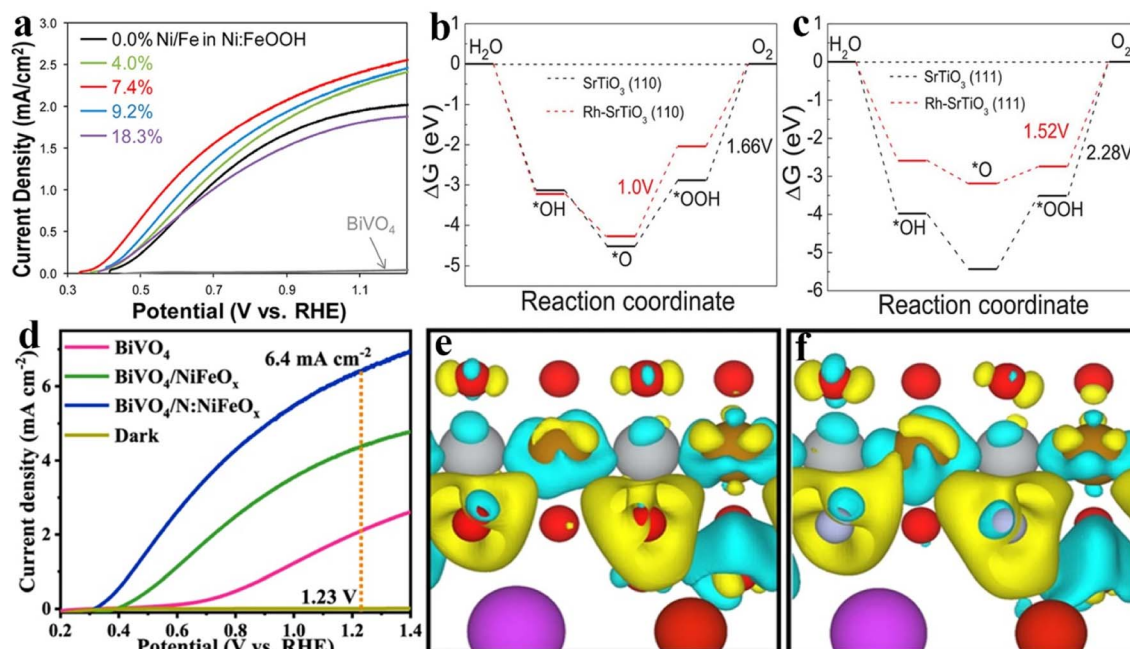 a
3.0
2.5
2.0
1.5
1.0
0.5
0.0
Current Density (mA/cm²)
0.0% Ni/Fe in Ni:FeOOH
4.0%
7.4%
9.2%
18.3%
BiVO₄
0.3 0.5 0.7 0.9 1.1
Potential (V vs. RHE)
b
1
0
-1
-2
-3
-4
-5
ΔG (eV)
H₂O
O₂
SrTiO₃ (110)
Rh-SrTiO₃ (110)
1.66V
1.0V
*OH
*OOH
*O
Reaction coordinate
c
1
0
-1
-2
-3
-4
-5
-6
ΔG (eV)
H₂O
O₂
SrTiO₃ (111)
Rh-SrTiO₃ (111)
1.52V
2.28V
*O
*OH
*OOH
Reaction coordinate
d
6
4
2
0
Current density (mA cm⁻²)
BiVO₄
BiVO₄/NiFeOₓ
BiVO₄/N:NiFeOₓ
Dark
6.4 mA cm⁻²
1.23 V
0.2 0.4 0.6 0.8 1.0 1.2 1.4
Potential (V vs. RHE)
e
f